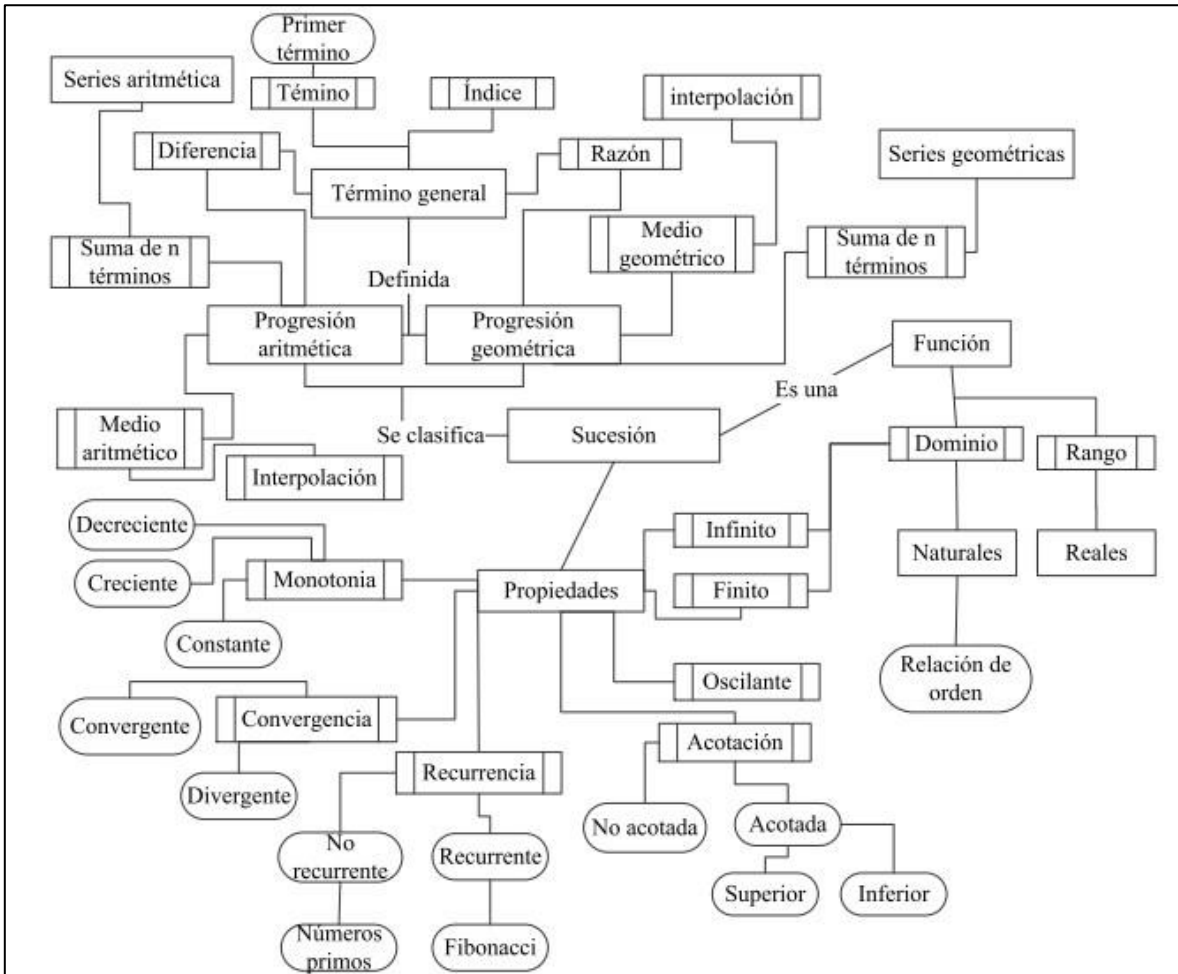 Primer
término
Series aritmética
Témino
Índice
interpolación
Diferencia
Razón
Series geométricas
Término general
Suma de n
términos
Medio
geométrico
Suma de n
términos
Definida
Progresión
aritmética
Progresión
geométrica
Función
Es una
Medio
aritmético
Se clasifica
Sucesión
Dominio
Rango
Interpolación
Decreciente
Infinito
Naturales
Reales
Creciente
Monotonia
Propiedades
Finito
Constante
Relación de
orden
Oscilante
Convergente
Convergencia
Acotación
Recurrencia
Divergente
No acotada
Acotada
No
recurrente
Recurrente
Superior
Inferior
Números
primos
Fibonacci